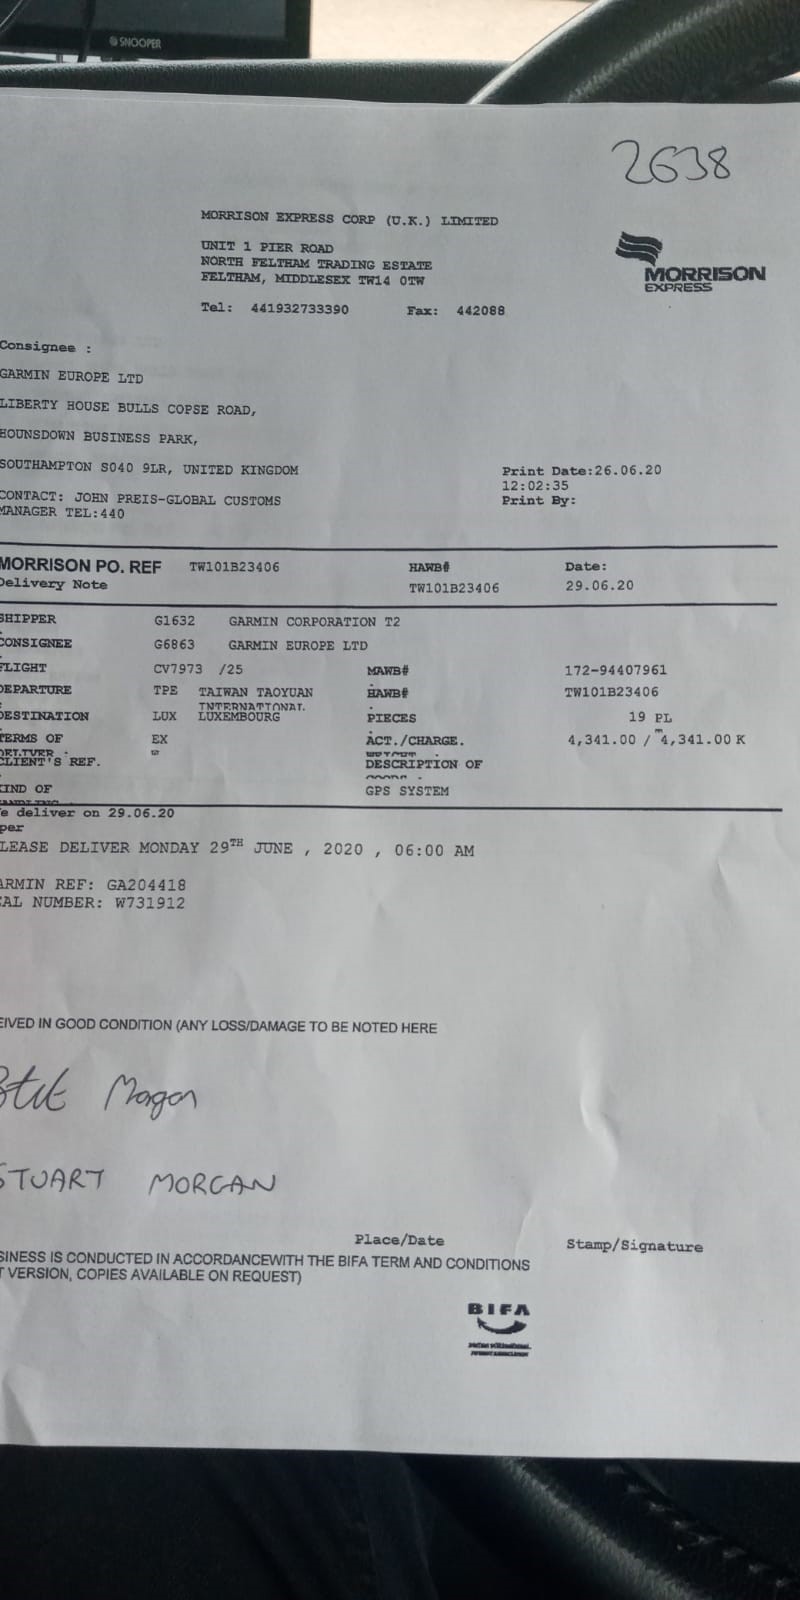 SNOOPER
2638
MORRISON EXPRESS CORP (U.K.) LIMITED
UNIT 1 PIER ROAD
NORTH FELTHAM TRADING ESTATE
FELTHAM, MIDDLESEX TW14 0TW
MORRISON
EXPRESS
Tel: 441932733390 Fax: 442088
Consignee :
GARMIN EUROPE LTD
LIBERTY HOUSE BULLS COPSE ROAD,
HOUNSDOWN BUSINESS PARK,
SOUTHAMPTON S040 9LR, UNITED KINGDOM
CONTACT: JOHN PREIS-GLOBAL CUSTOMS
MANAGER TEL:440
Print Date:26.06.20
12:02:35
Print By:
MORRISON PO. REF TW101B23406 HAWB# Date:
Delivery Note TW101B23406 29.06.20
SHIPPER G1632 GARMIN CORPORATION T2
CONSIGNEE G6863 GARMIN EUROPE LTD
FLIGHT CV7973 /25 MAWB# 172-94407961
DEPARTURE TPE TAIWAN TAOYUAN HAWB# TW101B23406
INTERNATIONAL
DESTINATION LUX LUXEMBOURG PIECES 19 PL
TERMS OF EX ACT./CHARGE. 4,341.00 / 4,341.00 K
CLIENT'S REF. DESCRIPTION OF
KIND OF GPS SYSTEM
e deliver on 29.06.20
per
LEASE DELIVER MONDAY 29TH JUNE , 2020 , 06:00 AM
ARMIN REF: GA204418
EAL NUMBER: W731912
EIVED IN GOOD CONDITION (ANY LOSS/DAMAGE TO BE NOTED HERE
Morgan
STUART MORGAN
Place/Date Stamp/Signature
SINESS IS CONDUCTED IN ACCORDANCEWITH THE BIFA TERM AND CONDITIONS
T VERSION, COPIES AVAILABLE ON REQUEST)
BIFA